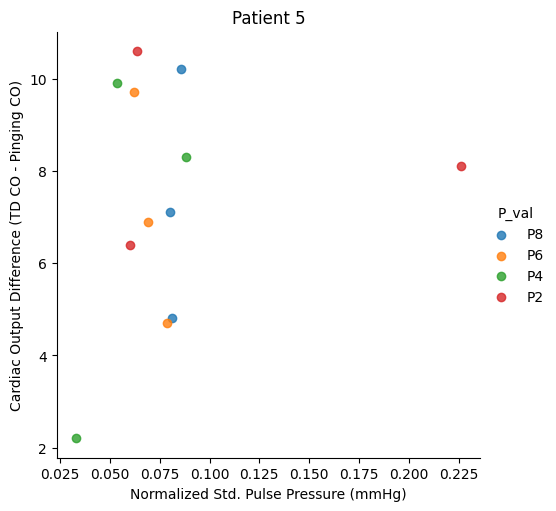 Patient 5
Cardiac Output Difference (TD CO - Pinging CO)
10
8
6
4
2
0.025 0.050 0.075 0.100 0.125 0.150 0.175 0.200 0.225
Normalized Std. Pulse Pressure (mmHg)
P_val
P8
P6
P4
P2